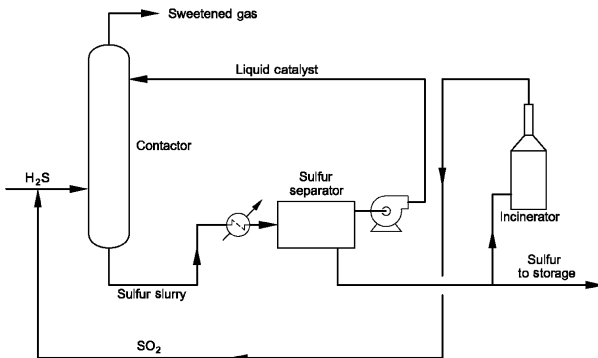 Sweetened gas
Liquid catalyst
Contactor
H₂S
Sulfur
separator
Incinerator
Sulfur
to storage
Sulfur slurry
SO₂